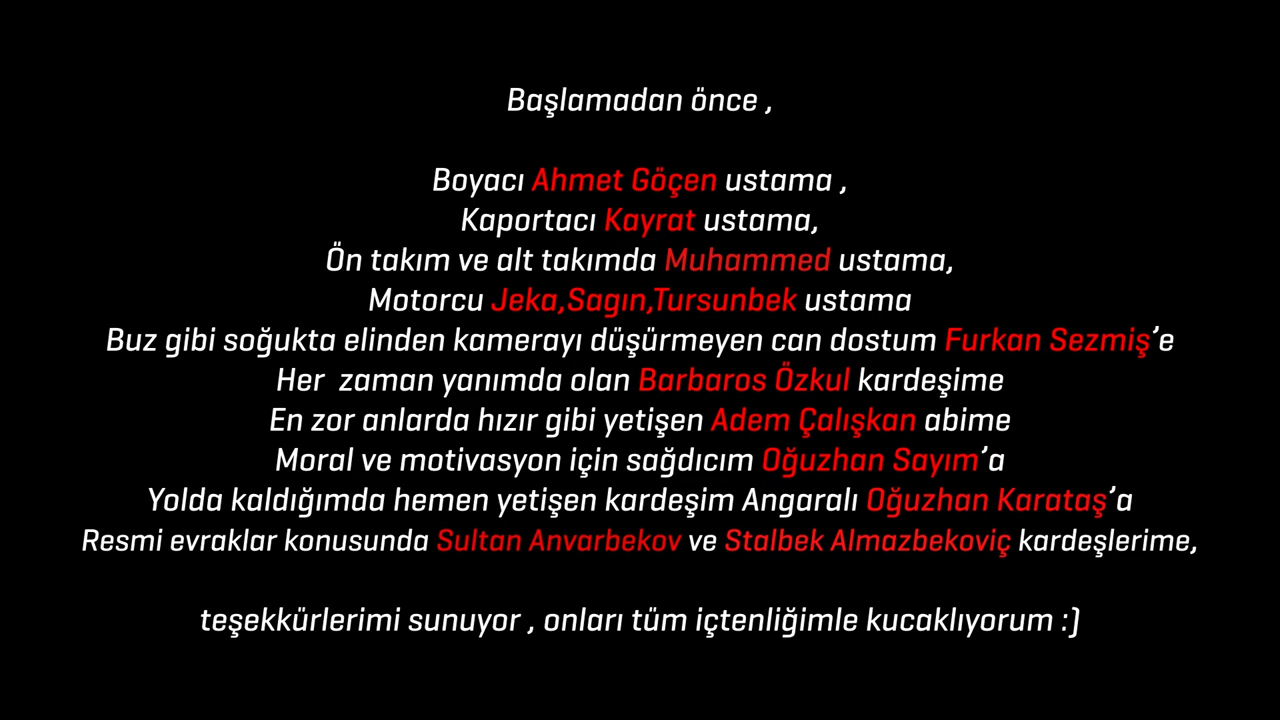 Başlamadan önce ,
Boyacı Ahmet Göçen ustama ,
Kaportacı Kayrat ustama,
Ön takım ve alt takımda Muhammed ustama,
Motorcu Jeka,Sagın,Tursunbek ustama
Buz gibi soğukta elinden kamerayı düşürmeyen can dostum Furkan Sezmiş’e
Her  zaman yanımda olan Barbaros Özkul kardeşime
En zor anlarda hızır gibi yetişen Adem Çalışkan abime
Moral ve motivasyon için sağdıcım Oğuzhan Sayım’a
Yolda kaldığımda hemen yetişen kardeşim Angaralı Oğuzhan Karataş’a
Resmi evraklar konusunda Sultan Anvarbekov ve Stalbek Almazbekoviç kardeşlerime,
teşekkürlerimi sunuyor , onları tüm içtenliğimle kucaklıyorum :)